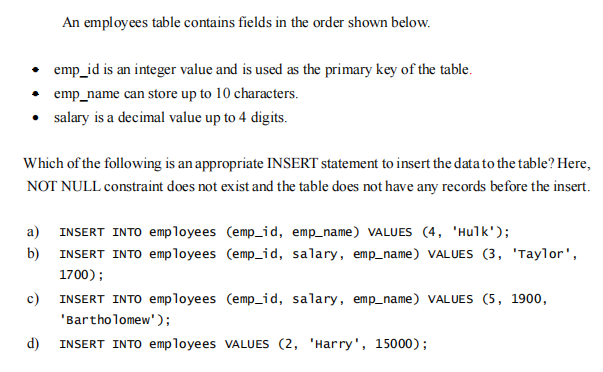 An employees table contains fields in the order shown below.
• emp_id is an integer value and is used as the primary key of the table.
• emp_name can store up to 10 characters.
• salary is a decimal value up to 4 digits.
Which of the following is an appropriate INSERT statement to insert the data to the table? Here,
NOT NULL constraint does not exist and the table does not have any records before the insert.
a) INSERT INTO employees (emp_id, emp_name) VALUES (4, 'Hulk');
b) INSERT INTO employees (emp_id, salary, emp_name) VALUES (3, 'Taylor',
1700);
c) INSERT INTO employees (emp_id, salary, emp_name) VALUES (5, 1900,
'Bartholomew');
d) INSERT INTO employees VALUES (2, 'Harry', 15000);